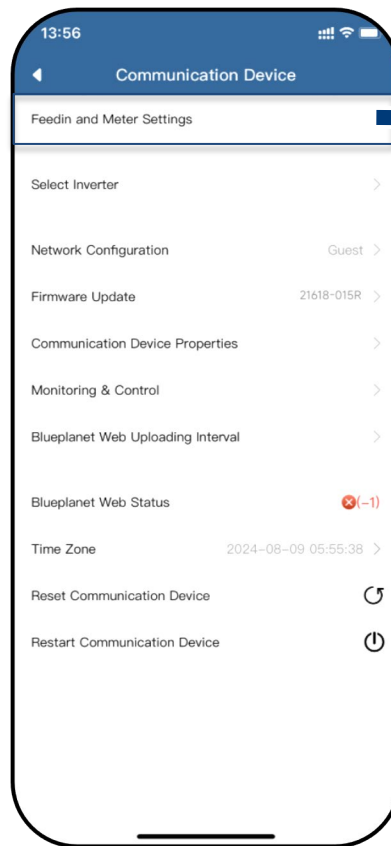 13:56
Communication Device
Feedin and Meter Settings
Select Inverter
Network Configuration Guest
Firmware Update 21618-015R
Communication Device Properties
Monitoring & Control
Blueplanet Web Uploading Interval
Blueplanet Web Status (-1)
Time Zone 2024-08-09 05:55:38
Reset Communication Device
Restart Communication Device